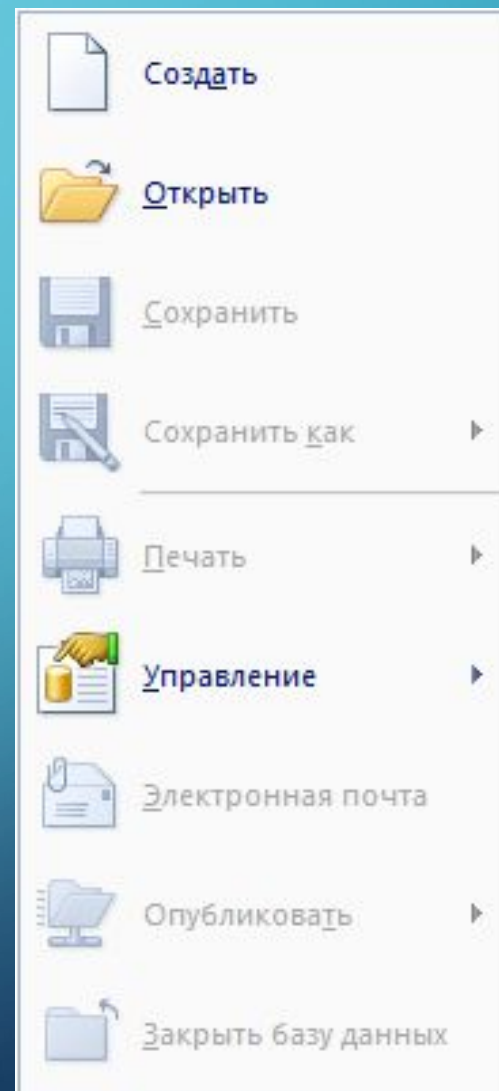 Создать
Открыть
Сохранить
Сохранить как
Печать
Управление
Электронная почта
Опубликовать
Закрыть базу данных